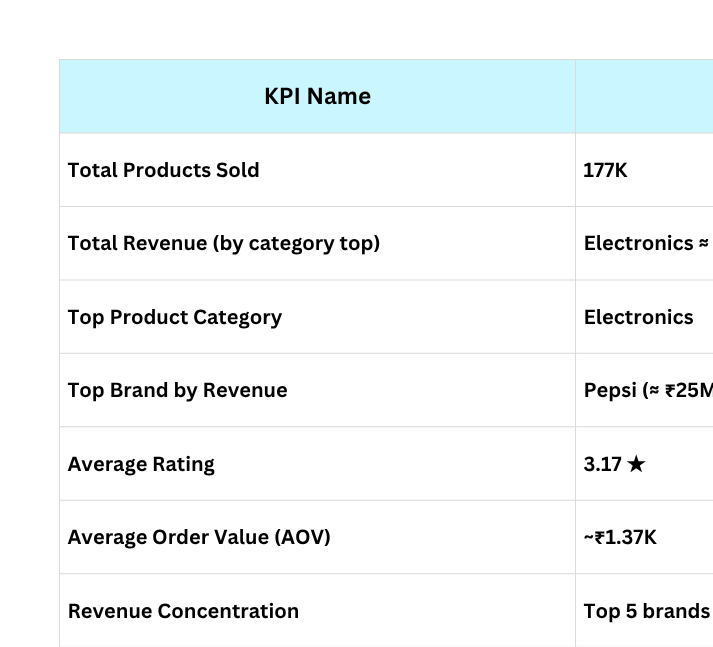 KPI Name
Total Products Sold 177K
Total Revenue (by category top) Electronics ≈
Top Product Category Electronics
Top Brand by Revenue Pepsi (≈ ₹25M
Average Rating 3.17 ★
Average Order Value (AOV) ~₹1.37K
Revenue Concentration Top 5 brands